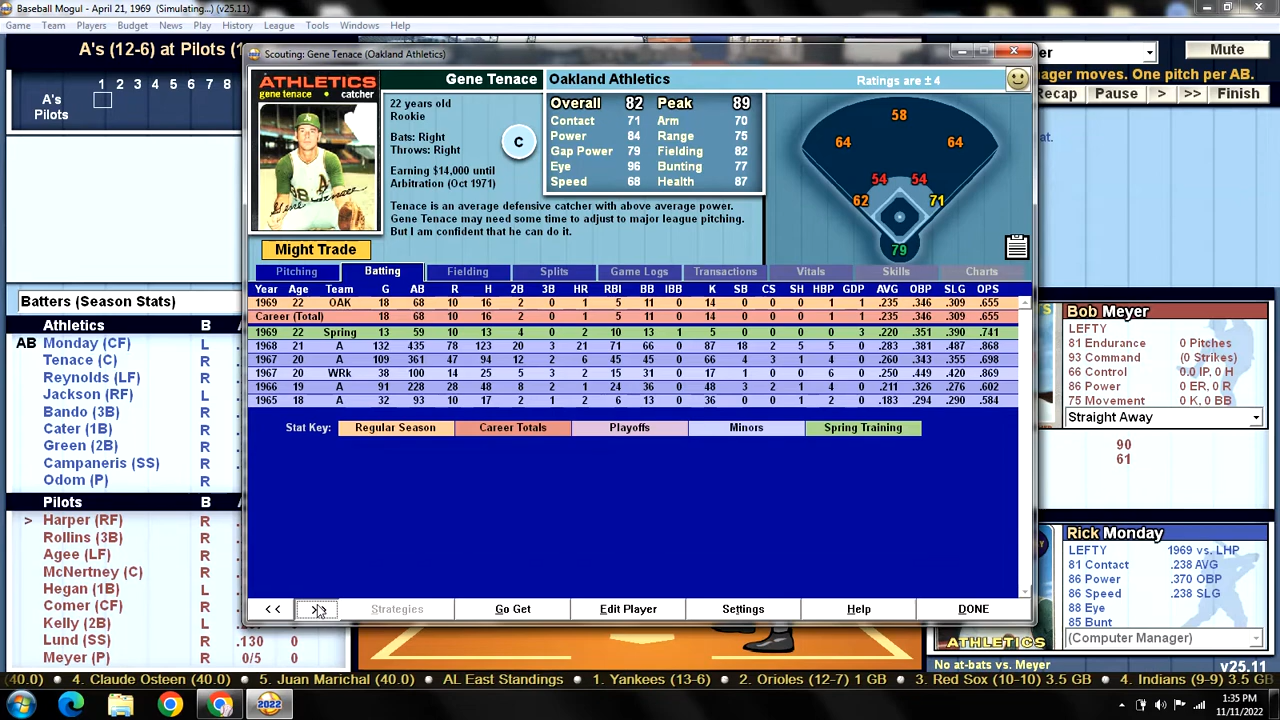 Baseball Mogul - April 21, 1969 (Simulating...) (v25.11)
Game Team Players Budget News Play History League Tools Windows Help
A's (12-6) at Pilots (1
1 2 3 4 5 6 7 8
A's
Pilots
Mute
nager moves. One pitch per AB.
Recap Pause > >> Finish
Batters (Season Stats)
Athletics B
AB Monday (CF) L
Tenace (C) R
Reynolds (LF) R
Jackson (RF) L
Bando (3B) R
Cater (1B) R
Green (2B) R
Campaneris (SS) R
Odom (P) R
Pilots B
> Harper (RF) R
Rollins (3B) R
Agee (LF) R
McNertney (C) R
Hegan (1B) L
Comer (CF) R
Kelly (2B) L
Lund (SS) R .130 0
Meyer (P) R 0/5 0
Scouting: Gene Tenace (Oakland Athletics)
ATHLETICS
gene tenace • catcher
Gene Tenace
22 years old
Rookie
Bats: Right
Throws: Right
Earning $14,000 until
Arbitration (Oct 1971)
C
Oakland Athletics
Ratings are ± 4
Overall 82 Peak 89
Contact 71 Arm 70
Power 84 Range 75
Gap Power 79 Fielding 82
Eye 96 Bunting 77
Speed 68 Health 87
Tenace is an average defensive catcher with above average power.
Gene Tenace may need some time to adjust to major league pitching.
But I am confident that he can do it.
58
64 64
54 54
62 71
79
Might Trade
Pitching Batting Fielding Splits Game Logs Transactions Vitals Skills Charts
Year Age Team G AB R H 2B 3B HR RBI BB IBB K SB CS SH HBP GDP AVG OBP SLG OPS
1969 22 OAK 18 68 10 16 2 0 1 5 11 0 14 0 0 0 1 3 .235 .346 .309 .655
Career (Total) 18 68 10 16 2 0 1 5 11 0 14 0 0 0 1 3 .235 .346 .309 .655
1969 22 Spring 13 59 10 13 4 0 2 10 13 1 5 0 0 0 1 0 .220 .351 .390 .741
1968 21 A 132 435 78 123 20 3 21 71 66 0 87 18 2 5 5 0 .283 .381 .487 .868
1967 20 A 109 361 47 94 12 2 6 45 45 0 66 4 3 1 4 0 .260 .343 .355 .698
1967 20 WRk 38 100 14 25 5 3 2 15 31 0 17 1 0 0 6 0 .250 .449 .420 .869
1966 19 A 91 228 28 48 8 2 1 24 36 0 48 3 2 1 4 0 .211 .326 .276 .602
1965 18 A 32 93 10 17 2 1 2 6 13 0 36 0 0 1 2 0 .183 .294 .290 .584
Stat Key: Regular Season Career Totals Playoffs Minors Spring Training
<< >> Strategies Go Get Edit Player Settings Help DONE
Bob Meyer
LEFTY
81 Endurance 0 Pitches
93 Command (0 Strikes)
66 Control 0.0 IP, 0 H
86 Power 0 ER, 0 R
75 Movement 0 K, 0 BB
Straight Away
90
61
Rick Monday
LEFTY 1969 vs. LHP
81 Contact .238 AVG
86 Power .370 OBP
86 Speed .238 SLG
88 Eye
85 Bunt
ATHLETICS
(Computer Manager)
No at-bats vs. Meyer v25.11
(40.0) • 4. Claude Osteen (40.0) • 5. Juan Marichal (40.0) • AL East Standings • 1. Yankees (13-6) • 2. Orioles (12-7) 1 GB • 3. Red Sox (10-10) 3.5 GB • 4. Indians (9-9) 3.5 GB
2022
1:35 PM
11/11/2022